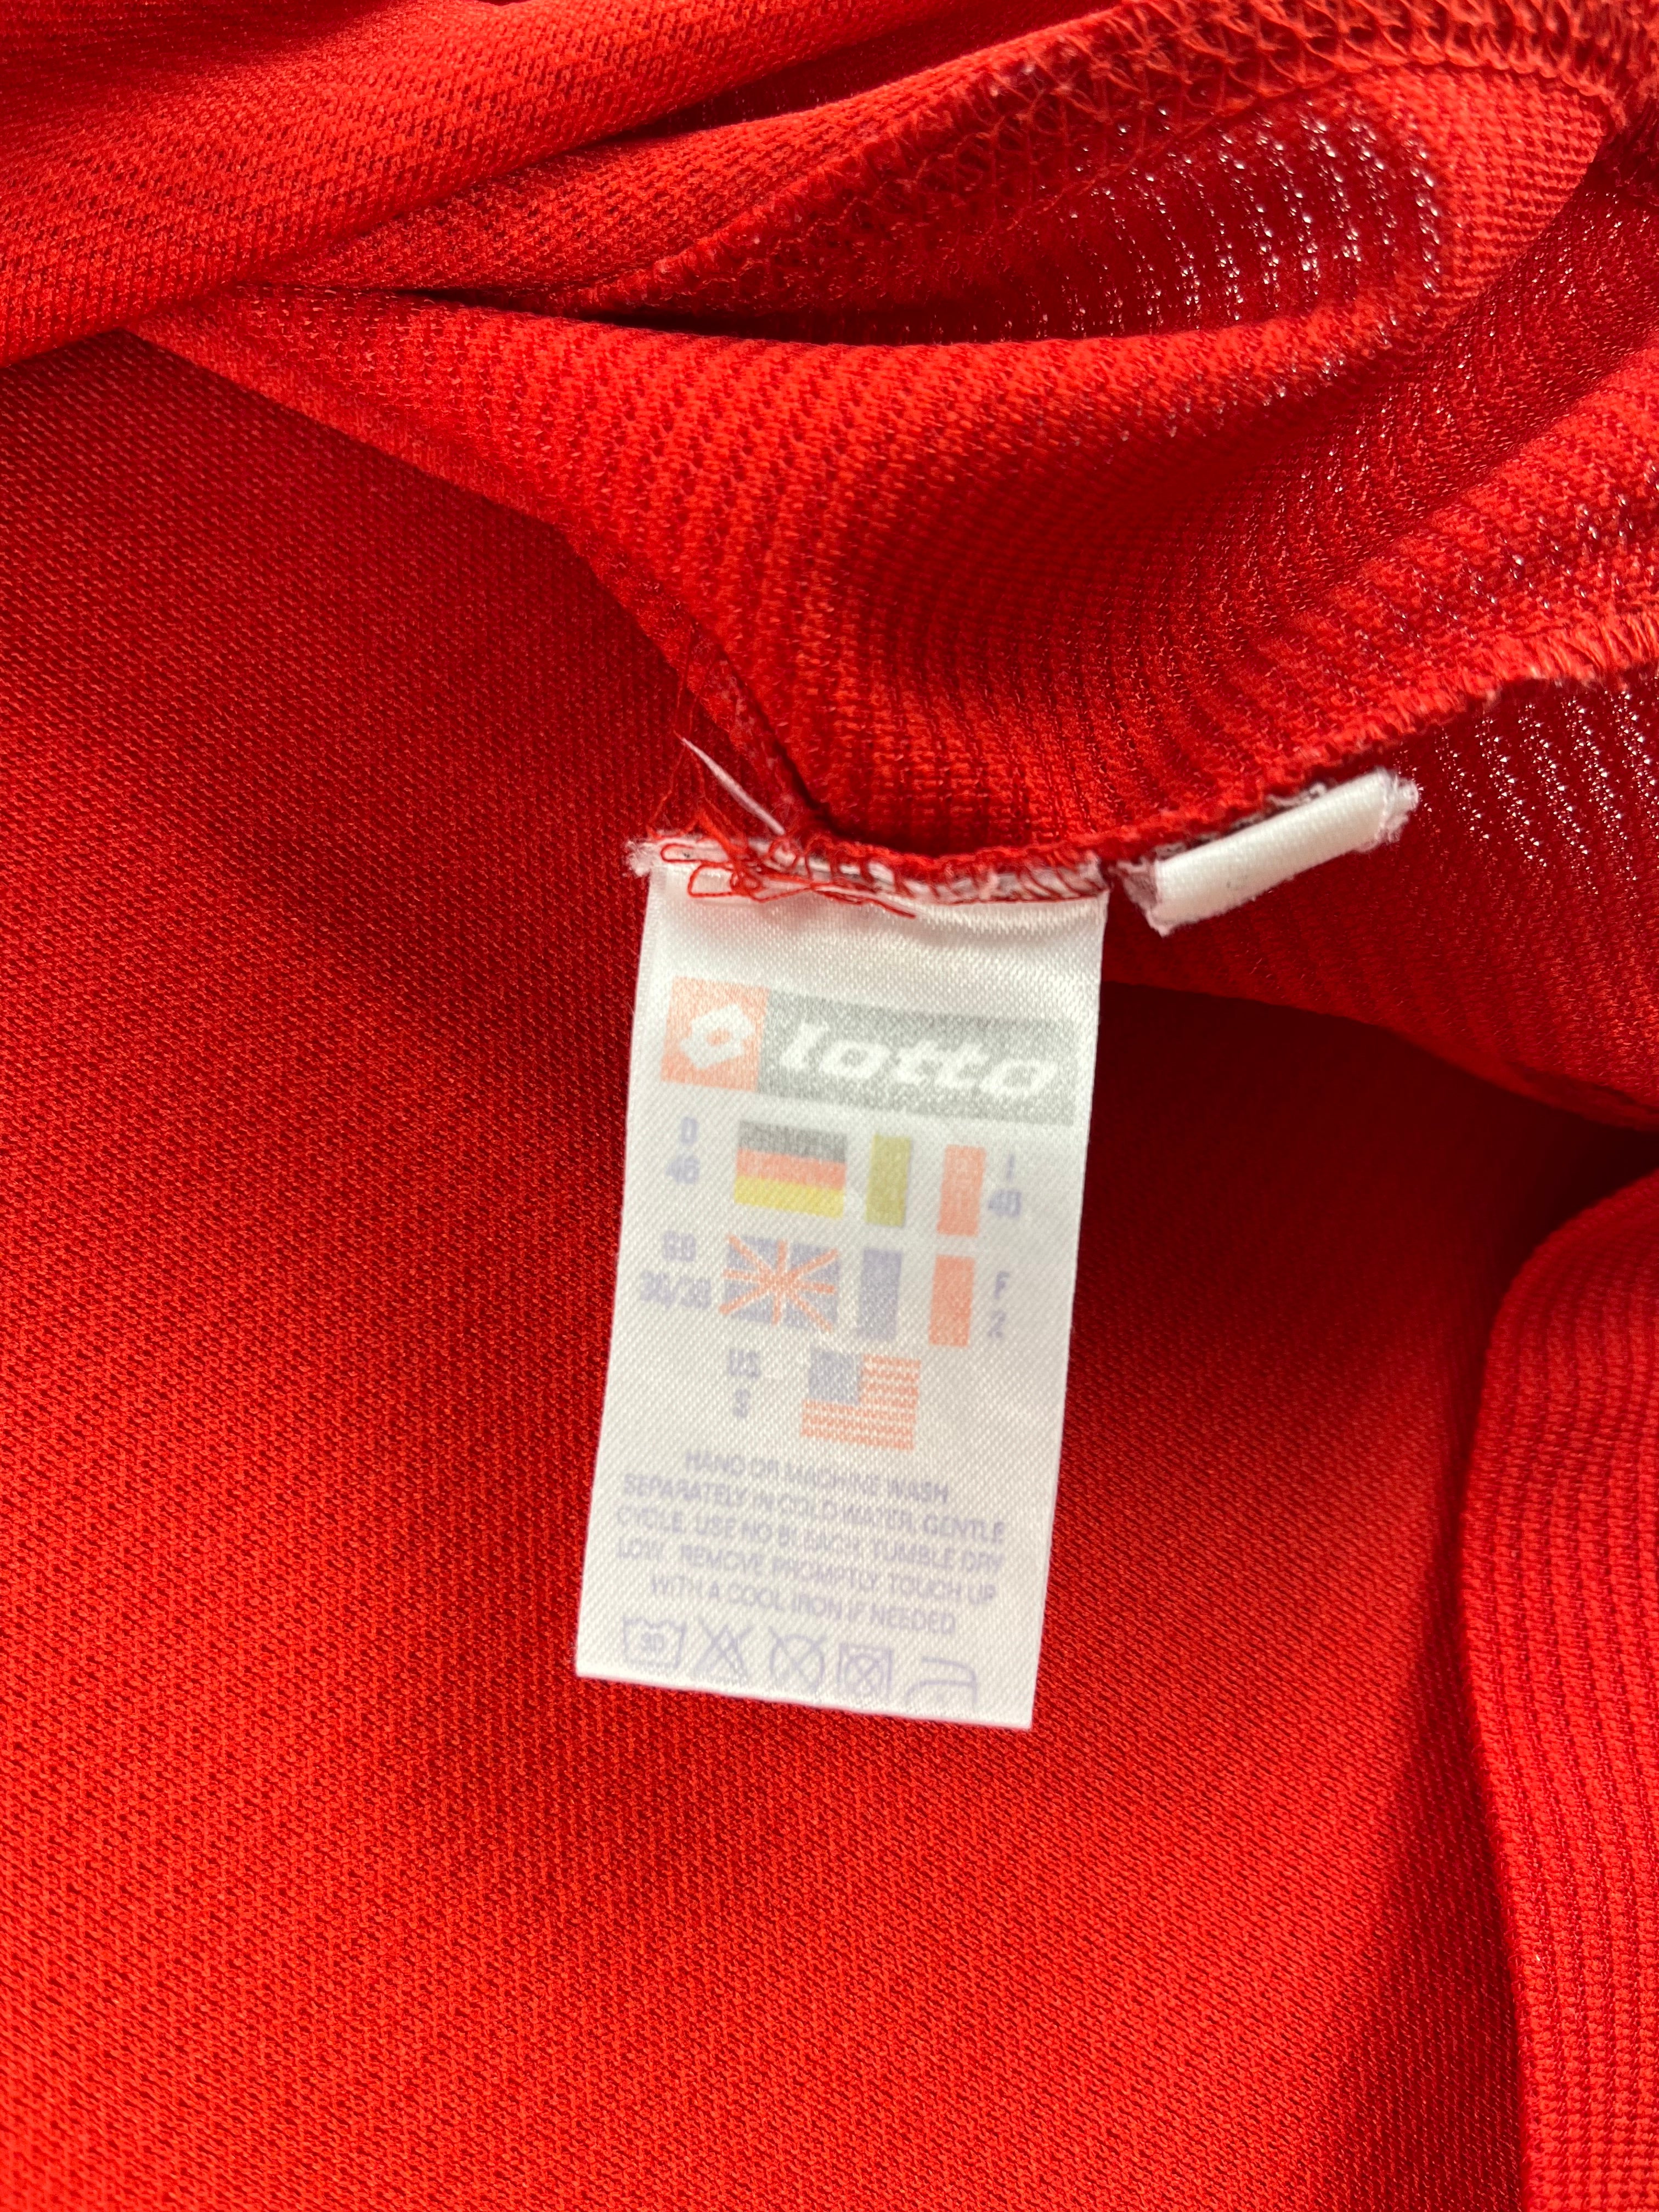 lotto
D I
46 48
GB F
36/38 2
US
S
HAND OR MACHINE WASH
SEPARATELY IN COLD WATER, GENTLE
CYCLE. USE NO BLEACH. TUMBLE DRY
LOW. REMOVE PROMPTLY. TOUCH UP
WITH A COOL IRON IF NEEDED
30